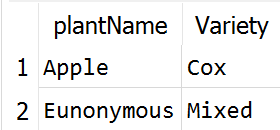 plantName Variety
1 Apple Cox
2 Eunonymous Mixed